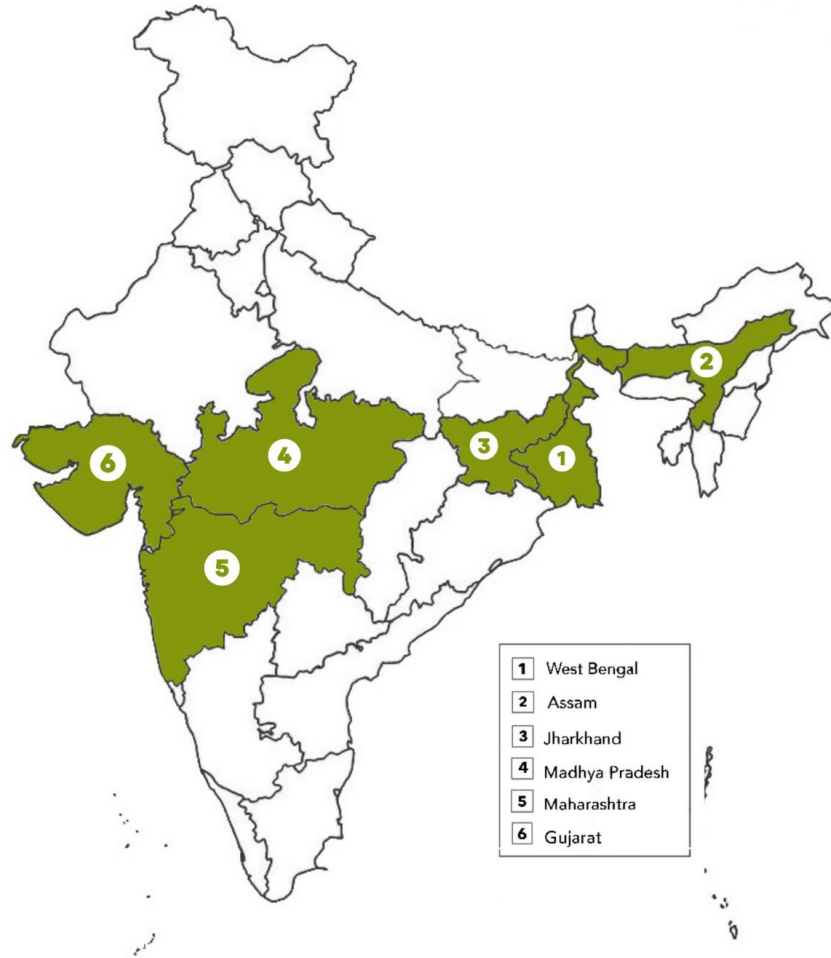 2
3
1
4
6
5
1 West Bengal
2 Assam
3 Jharkhand
4 Madhya Pradesh
5 Maharashtra
6 Gujarat